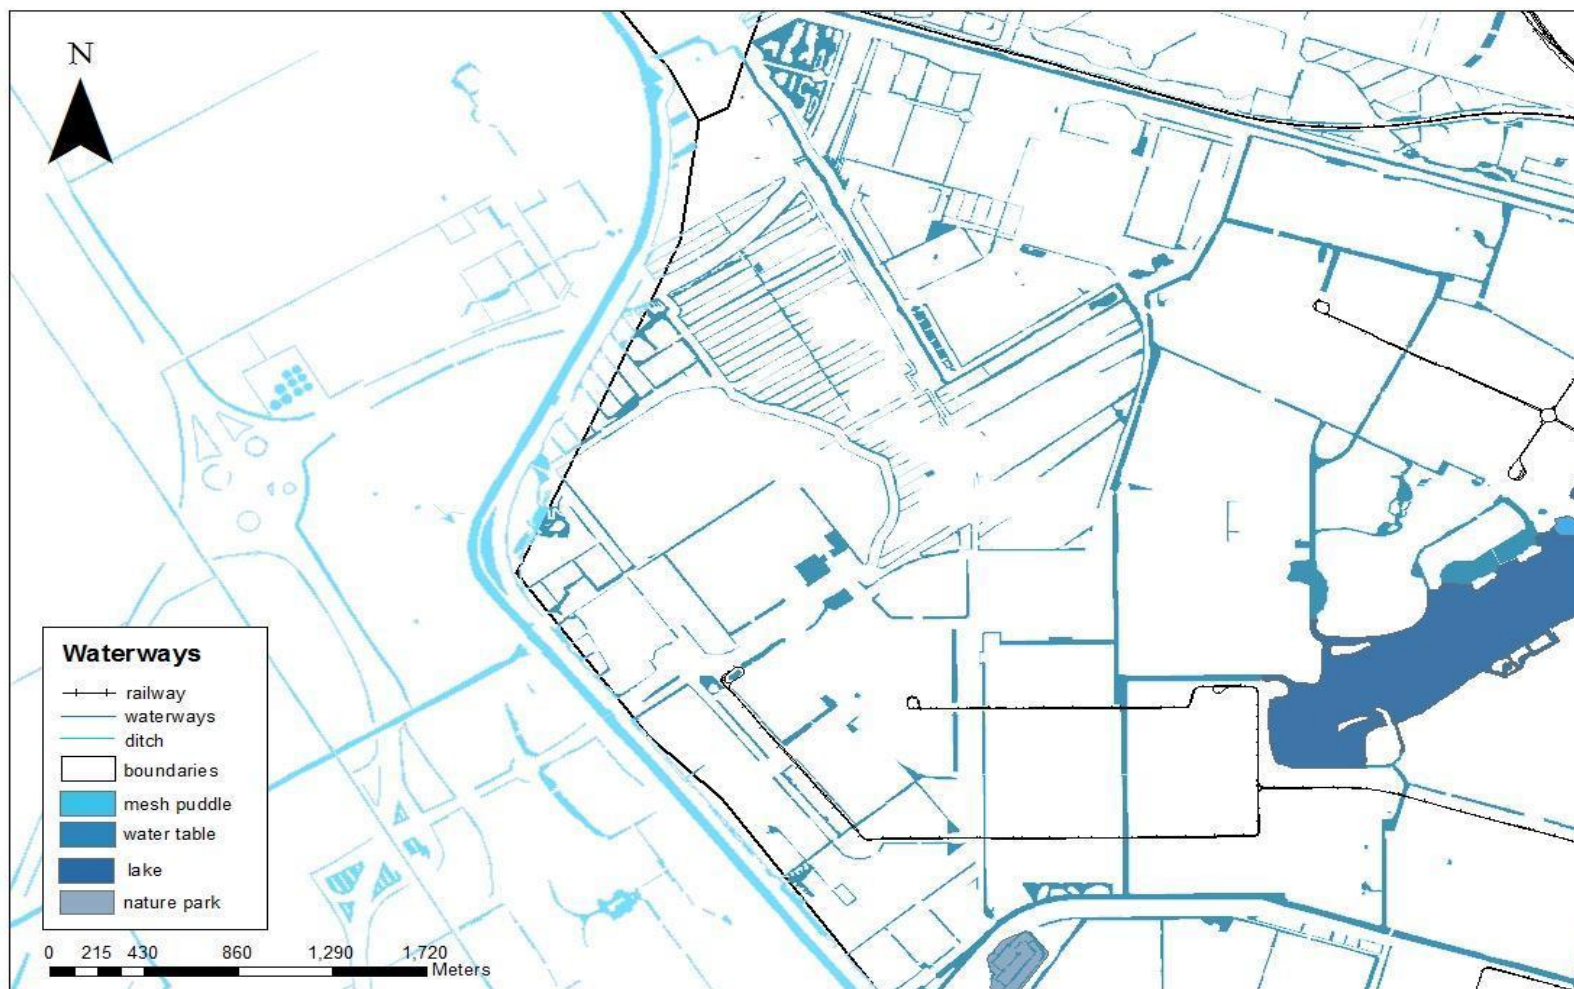 N
Waterways
railway
waterways
ditch
boundaries
mesh puddle
water table
lake
nature park
0 215 430 860 1,290 1,720
Meters